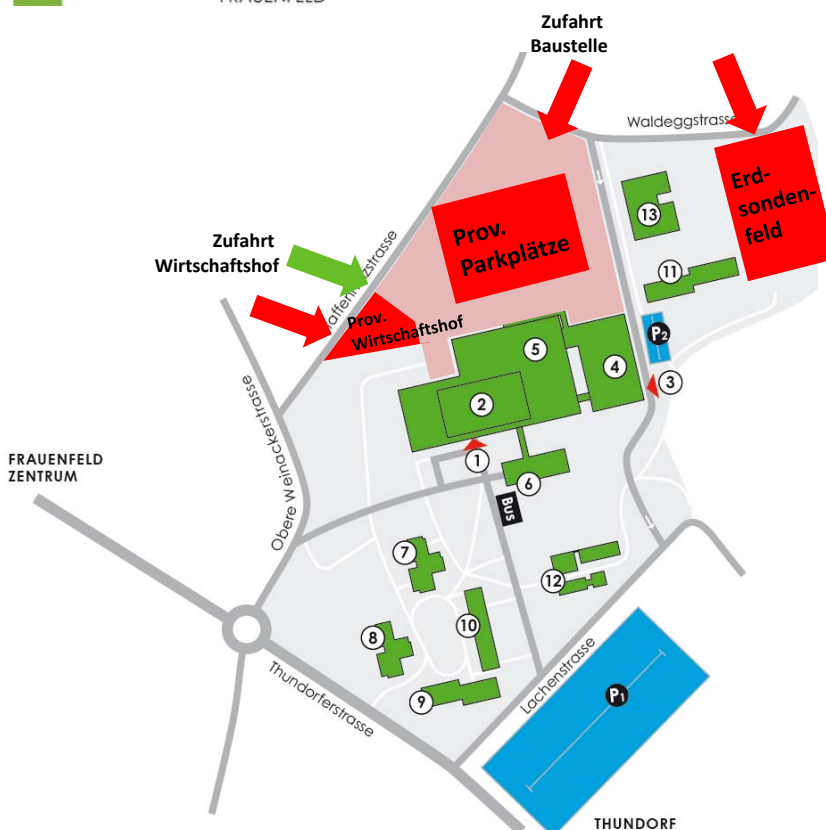 FRAUENFELD
Zufahrt
Baustelle
Waldeggstrasse
Erd-
sonden-
feld
13
Prov.
Parkplätze
Zufahrt
Wirtschaftshof
11
Prov.
Wirtschaftshof
P2
5
4
3
2
1
6
Obere Weinackerstrasse
FRAUENFELD
ZENTRUM
Bus
7
12
10
8
9
Thundorferstrasse
Lachenstrasse
P1
THUNDORF